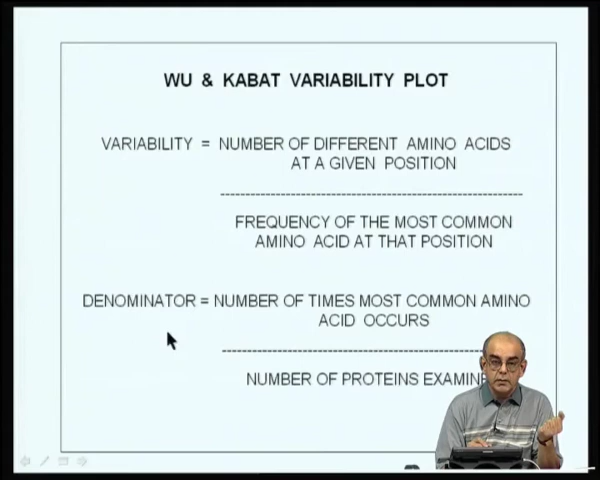 WU & KABAT VARIABILITY PLOT
VARIABILITY = NUMBER OF DIFFERENT AMINO ACIDS
AT A GIVEN POSITION
FREQUENCY OF THE MOST COMMON
AMINO ACID AT THAT POSITION
DENOMINATOR = NUMBER OF TIMES MOST COMMON AMINO
ACID OCCURS
NUMBER OF PROTEINS